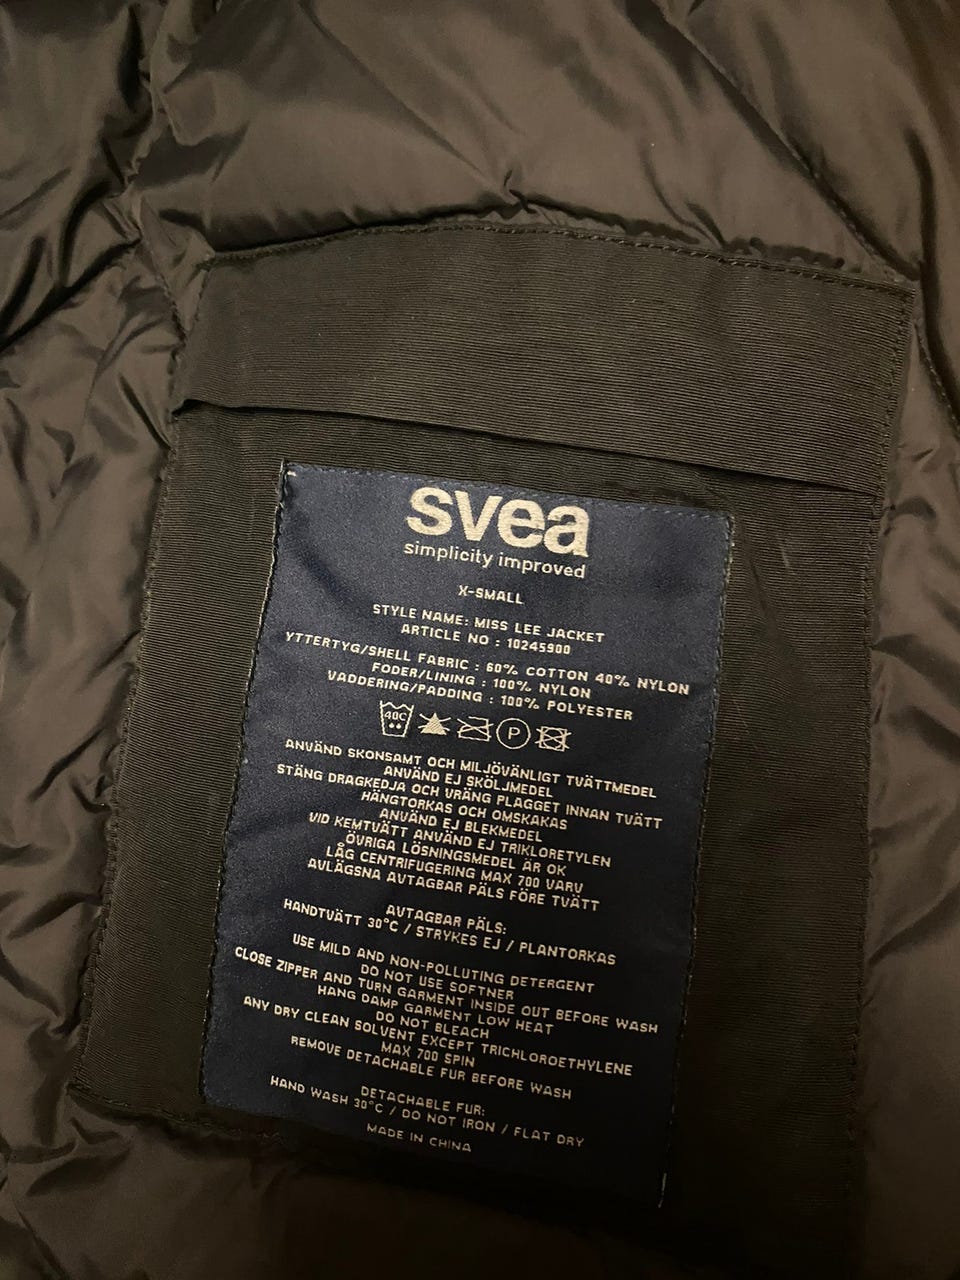 svea
simplicity improved
X-SMALL
STYLE NAME: MISS LEE JACKET
ARTICLE NO : 10245900
YTTERTYG/SHELL FABRIC : 60% COTTON 40% NYLON
FODER/LINING : 100% NYLON
VADDERING/PADDING : 100% POLYESTER
40C P
ANVÄND SKONSAMT OCH MILJÖVÄNLIGT TVÄTTMEDEL
ANVÄND EJ SKÖLJMEDEL
STÄNG DRAGKEDJA OCH VRÄNG PLAGGET INNAN TVÄTT
HÄNGTORKAS OCH OMSKAKAS
ANVÄND EJ BLEKMEDEL
VID KEMTVÄTT ANVÄND EJ TRIKLORETYLEN
ÖVRIGA LÖSNINGSMEDEL ÄR OK
LÅG CENTRIFUGERING MAX 700 VARV
AVLÄGSNA AVTAGBAR PÄLS FÖRE TVÄTT
AVTAGBAR PÄLS:
HANDTVÄTT 30°C / STRYKES EJ / PLANTORKAS
USE MILD AND NON-POLLUTING DETERGENT
DO NOT USE SOFTNER
CLOSE ZIPPER AND TURN GARMENT INSIDE OUT BEFORE WASH
HANG DAMP GARMENT LOW HEAT
DO NOT BLEACH
ANY DRY CLEAN SOLVENT EXCEPT TRICHLOROETHYLENE
MAX 700 SPIN
REMOVE DETACHABLE FUR BEFORE WASH
DETACHABLE FUR:
HAND WASH 30°C / DO NOT IRON / FLAT DRY
MADE IN CHINA